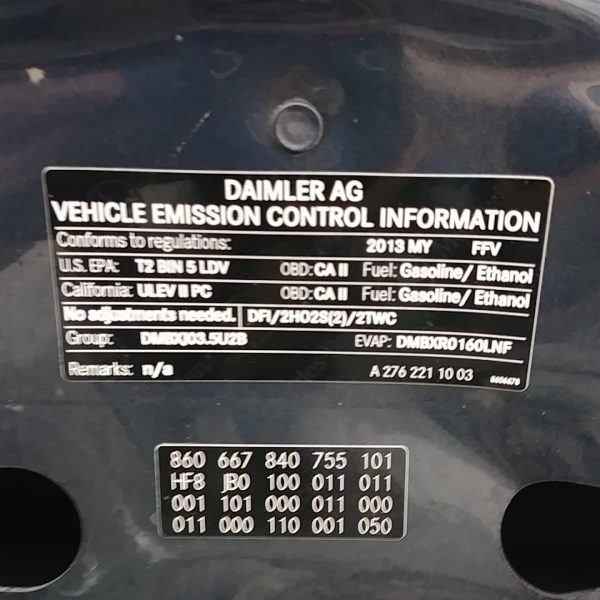 DAIMLER AG
VEHICLE EMISSION CONTROL INFORMATION
Conforms to regulations: 2013 MY FFV
U.S. EPA: T2 BIN 5 LDV OBD: CA II Fuel: Gasoline/ Ethanol
California: ULEV II PC OBD: CA II Fuel: Gasoline/ Ethanol
No adjustments needed. DFI/2HO2S(2)/2TWC
Group: DMBXJ03.5U2B EVAP: DMBXR0160LNF
Remarks: n/a A 276 221 10 03
860 667 840 755 101
HF8 JB0 100 011 011
001 101 000 011 000
011 000 110 001 050